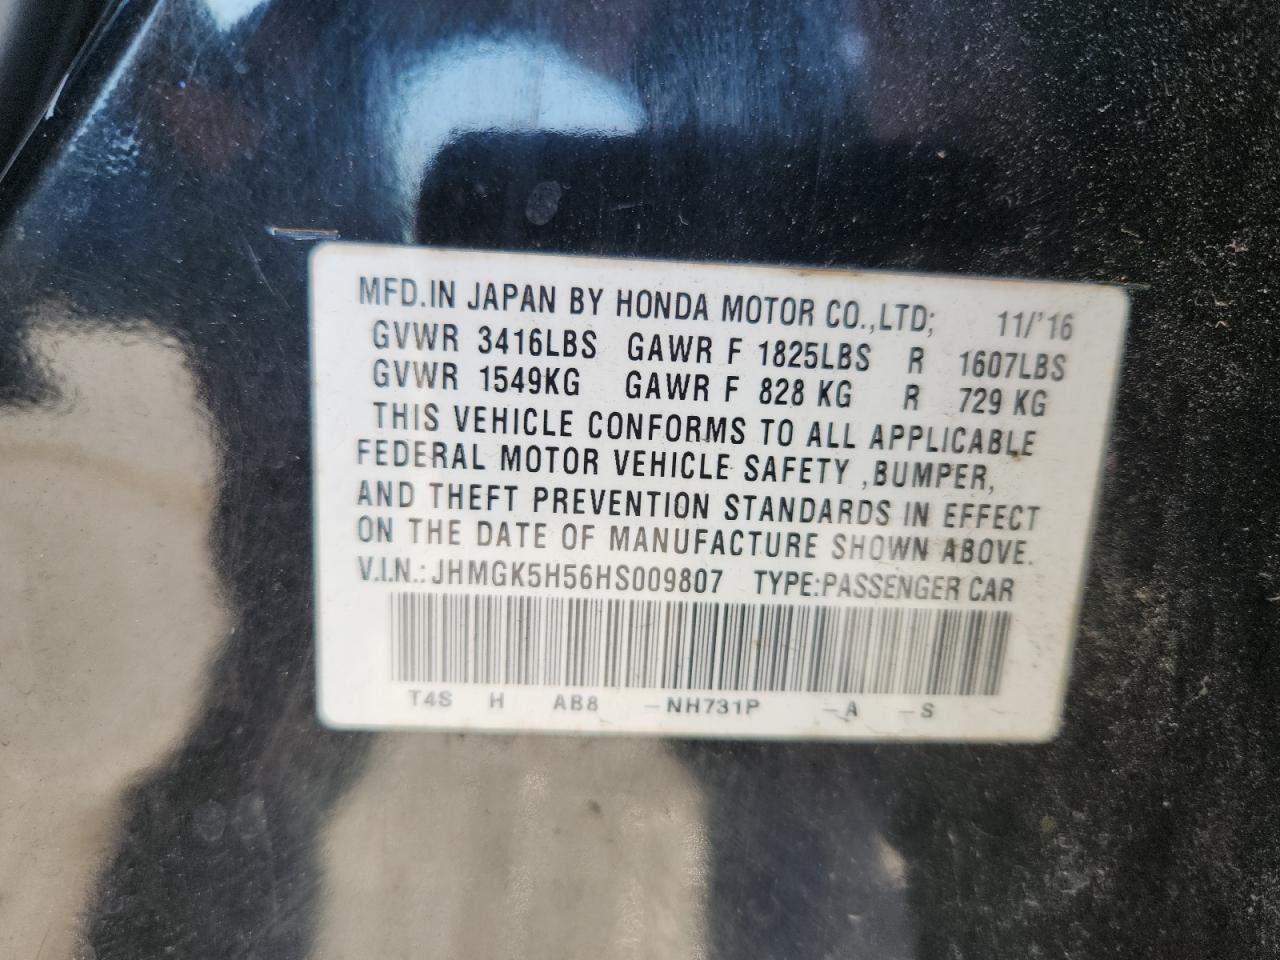 MFD.IN JAPAN BY HONDA MOTOR CO.,LTD; 11/'16
GVWR 3416LBS GAWR F 1825LBS R 1607LBS
GVWR 1549KG GAWR F 828 KG R 729 KG
THIS VEHICLE CONFORMS TO ALL APPLICABLE
FEDERAL MOTOR VEHICLE SAFETY ,BUMPER,
AND THEFT PREVENTION STANDARDS IN EFFECT
ON THE DATE OF MANUFACTURE SHOWN ABOVE.
V.I.N.: JHMGK5H56HS009807 TYPE:PASSENGER CAR
T4S H AB8 -NH731P -A -S